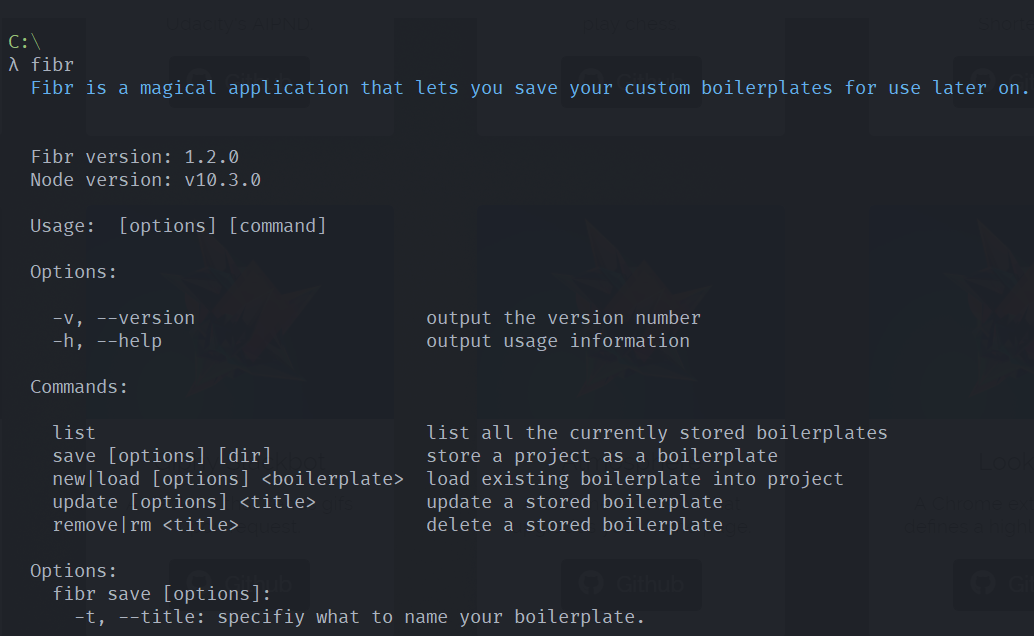 C:\
λ fibr
Fibr is a magical application that lets you save your custom boilerplates for use later on.
Fibr version: 1.2.0
Node version: v10.3.0
Usage:  [options] [command]
Options:
-v, --version                     output the version number
-h, --help                        output usage information
Commands:
list                              list all the currently stored boilerplates
save [options] [dir]              store a project as a boilerplate
new|load [options] <boilerplate>  load existing boilerplate into project
update [options] <title>          update a stored boilerplate
remove|rm <title>                 delete a stored boilerplate
Options:
fibr save [options]:
-t, --title: specifiy what to name your boilerplate.
Github